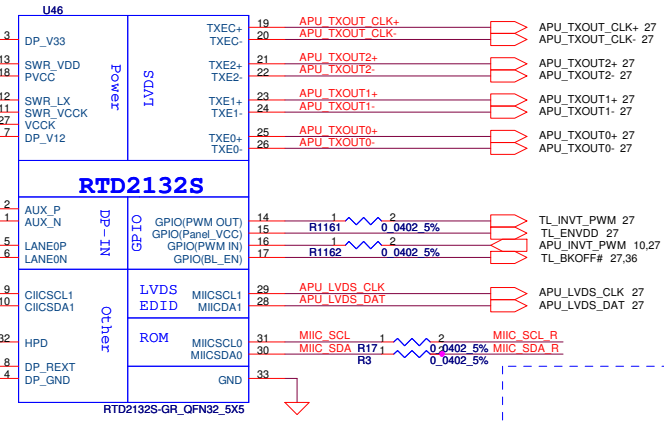 U46
TXEC+ 19 APU_TXOUT_CLK+ APU_TXOUT_CLK+ 27
3 DP_V33 TXEC- 20 APU_TXOUT_CLK- APU_TXOUT_CLK- 27
13 SWR_VDD TXE2+ 21 APU_TXOUT2+ APU_TXOUT2+ 27
18 PVCC TXE2- 22 APU_TXOUT2- APU_TXOUT2- 27
Power LVDS
12 SWR_LX TXE1+ 23 APU_TXOUT1+ APU_TXOUT1+ 27
11 SWR_VCCK TXE1- 24 APU_TXOUT1- APU_TXOUT1- 27
27 VCCK
7 DP_V12 TXE0+ 25 APU_TXOUT0+ APU_TXOUT0+ 27
TXE0- 26 APU_TXOUT0- APU_TXOUT0- 27
RTD2132S
2 AUX_P
1 AUX_N GPIO(PWM OUT) 14 1 2 TL_INVT_PWM 27
DP-IN GPIO
GPIO(Panel_VCC) 15 R1161 0_0402_5% TL_ENVDD 27
5 LANE0P GPIO(PWM IN) 16 1 2 APU_INVT_PWM 10,27
6 LANE0N GPIO(BL_EN) 17 R1162 0_0402_5% TL_BKOFF# 27,36
9 CIICSCL1 LVDS MIICSCL1 29 APU_LVDS_CLK APU_LVDS_CLK 27
10 CIICSDA1 EDID MIICDA1 28 APU_LVDS_DAT APU_LVDS_DAT 27
Other
32 HPD ROM MIICSCL0 31 MIIC_SCL 1 2 MIIC_SCL_R
MIICSDA0 30 MIIC_SDA R17 1 0_0402_5% MIIC_SDA_R
8 DP_REXT R3 0_0402_5%
4 DP_GND GND 33
RTD2132S-GR_QFN32_5X5